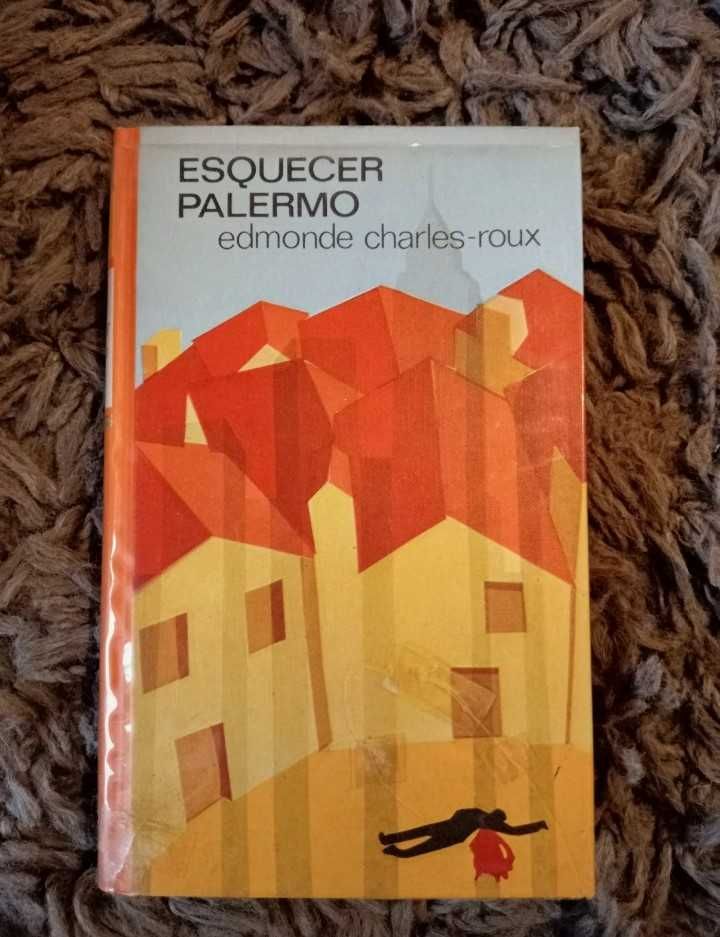 ESQUECER
PALERMO
edmonde charles-roux